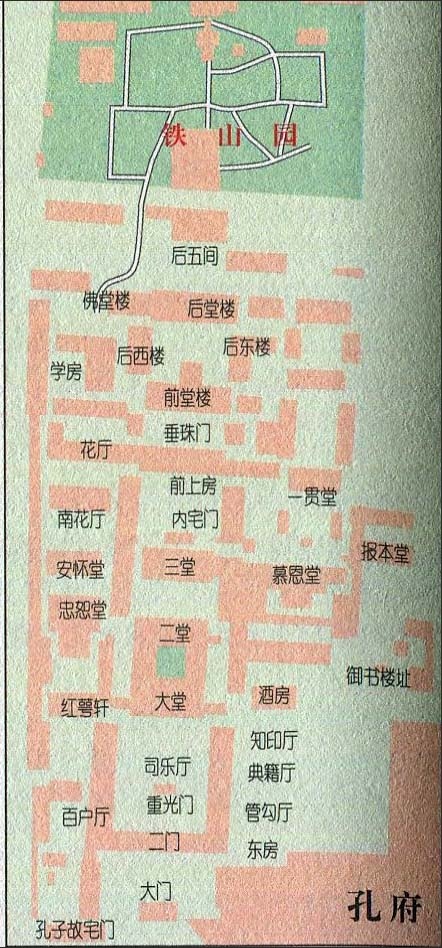 铁山园
后五间
佛堂楼
后堂楼
后西楼
后东楼
学房
前堂楼
垂珠门
花厅
前上房
一贯堂
内宅门
南花厅
报本堂
安怀堂
三堂
慕恩堂
忠恕堂
二堂
御书楼址
大堂
酒房
红萼轩
知印厅
司乐厅
典籍厅
重光门
管勾厅
百户厅
二门
东房
大门
孔府
孔子故宅门